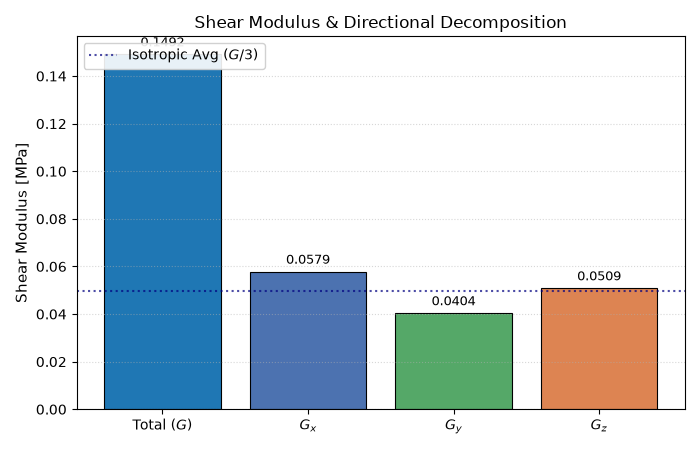 Shear Modulus & Directional Decomposition
0.1492
Isotropic Avg (G/3)
Shear Modulus [MPa]
0.14
0.12
0.10
0.08
0.06
0.04
0.02
0.00
0.0579
0.0404
0.0509
Total (G)
Gx
Gy
Gz